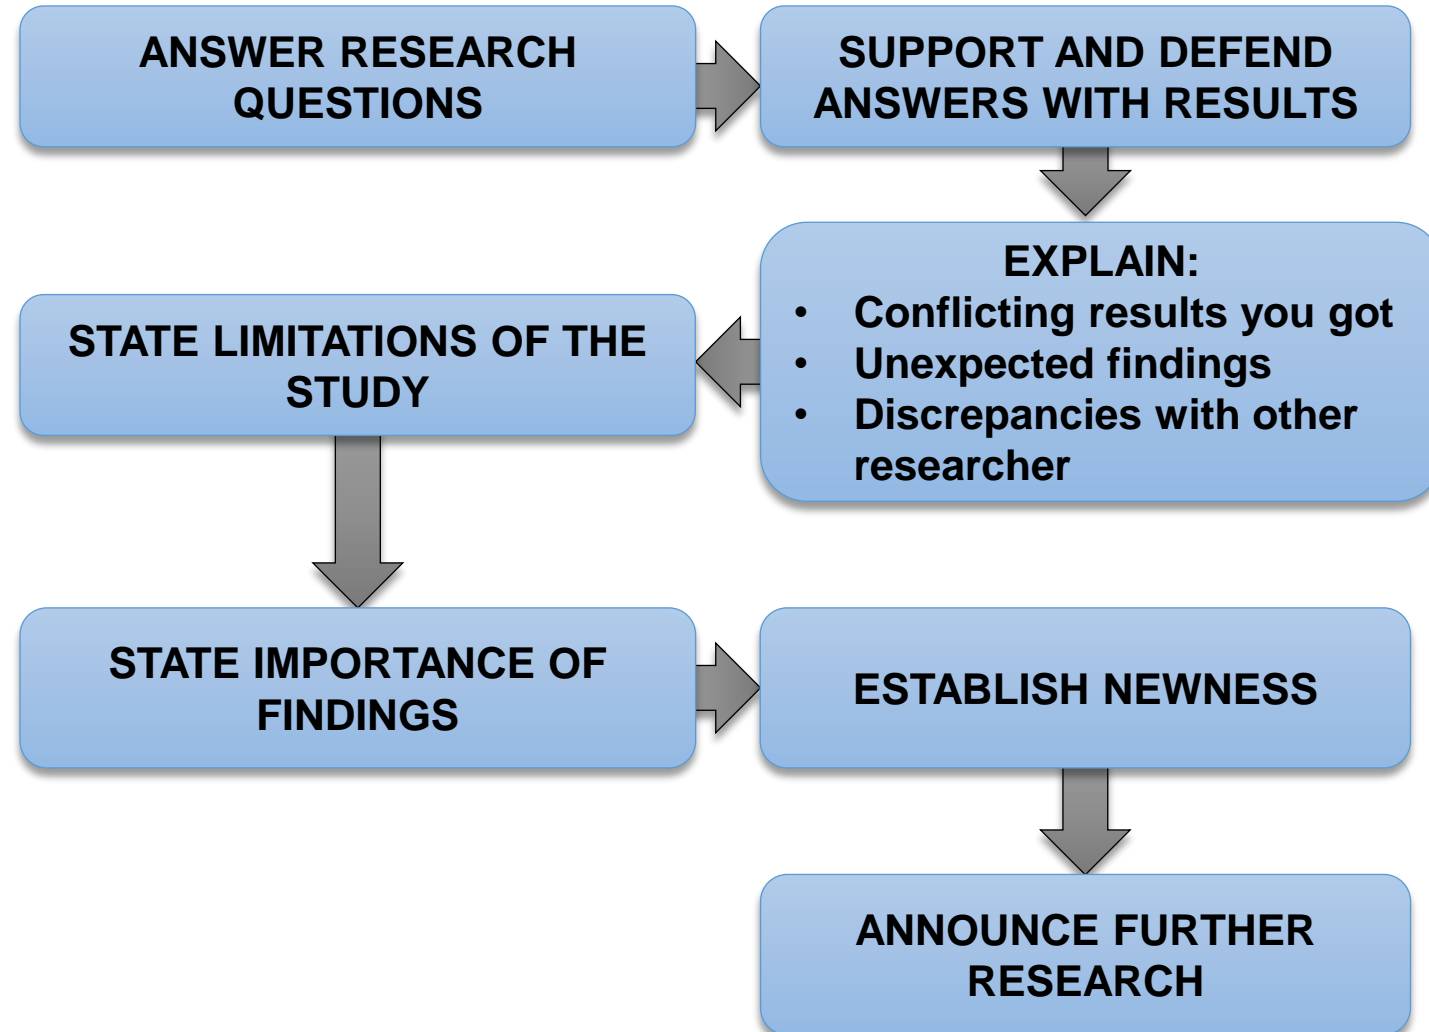 ANSWER RESEARCH
QUESTIONS
SUPPORT AND DEFEND
ANSWERS WITH RESULTS
EXPLAIN:
• Conflicting results you got
• Unexpected findings
• Discrepancies with other
researcher
STATE LIMITATIONS OF THE
STUDY
STATE IMPORTANCE OF
FINDINGS
ESTABLISH NEWNESS
ANNOUNCE FURTHER
RESEARCH